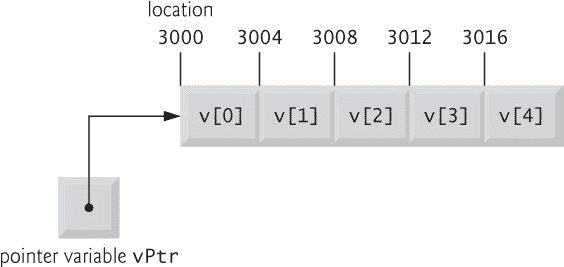 location
3000 3004 3008 3012 3016
v[0] v[1] v[2] v[3] v[4]
pointer variable vPtr